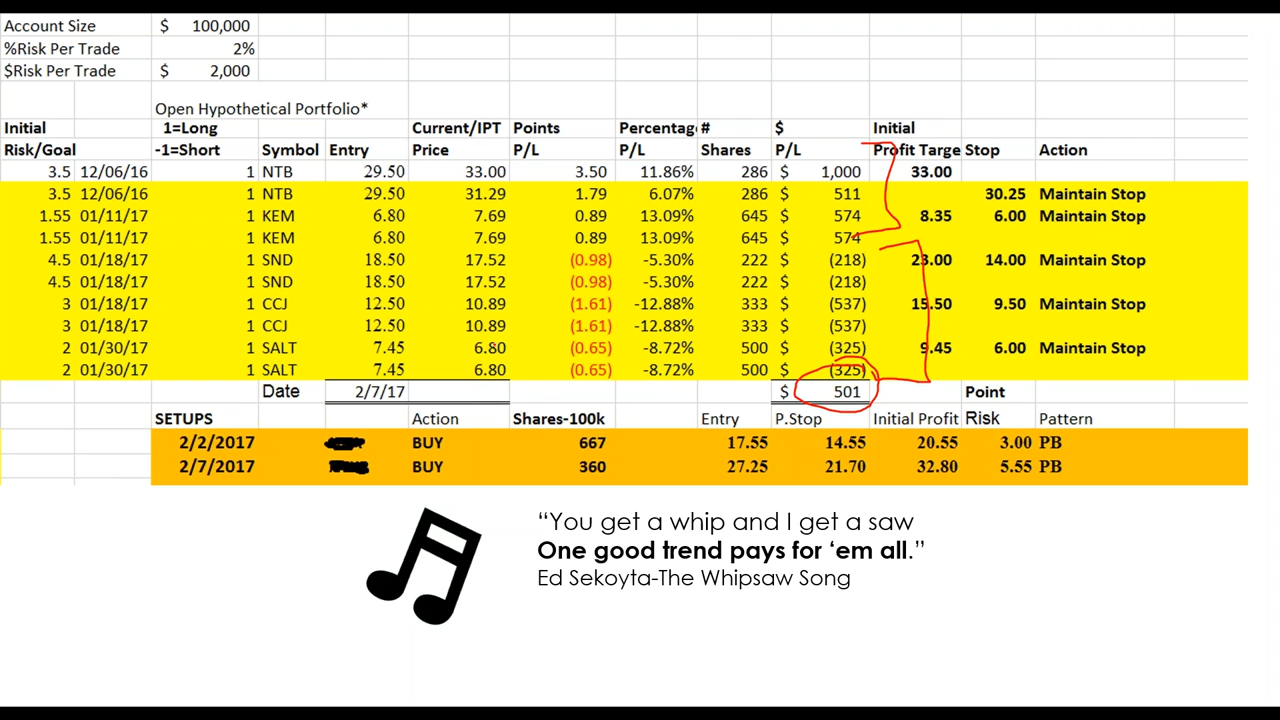 Account Size $ 100,000
%Risk Per Trade 2%
$Risk Per Trade $ 2,000
Open Hypothetical Portfolio*
Initial 1=Long Current/IPT Points Percentag # $ Initial
Risk/Goal -1=Short Symbol Entry Price P/L P/L Shares P/L Profit Targe Stop Action
3.5 12/06/16 1 NTB 29.50 33.00 3.50 11.86% 286 $ 1,000 33.00
3.5 12/06/16 1 NTB 29.50 31.29 1.79 6.07% 286 $ 511 30.25 Maintain Stop
1.55 01/11/17 1 KEM 6.80 7.69 0.89 13.09% 645 $ 574 8.35 6.00 Maintain Stop
1.55 01/11/17 1 KEM 6.80 7.69 0.89 13.09% 645 $ 574
4.5 01/18/17 1 SND 18.50 17.52 (0.98) -5.30% 222 $ (218) 23.00 14.00 Maintain Stop
4.5 01/18/17 1 SND 18.50 17.52 (0.98) -5.30% 222 $ (218)
3 01/18/17 1 CCJ 12.50 10.89 (1.61) -12.88% 333 $ (537) 15.50 9.50 Maintain Stop
3 01/18/17 1 CCJ 12.50 10.89 (1.61) -12.88% 333 $ (537)
2 01/30/17 1 SALT 7.45 6.80 (0.65) -8.72% 500 $ (325) 9.45 6.00 Maintain Stop
2 01/30/17 1 SALT 7.45 6.80 (0.65) -8.72% 500 $ (325)
Date 2/7/17 $ 501 Point
SETUPS Action Shares-100k Entry P.Stop Initial Profit Risk Pattern
2/2/2017 BUY 667 17.55 14.55 20.55 3.00 PB
2/7/2017 BUY 360 27.25 21.70 32.80 5.55 PB
“You get a whip and I get a saw
One good trend pays for ‘em all.”
Ed Sekoyta-The Whipsaw Song